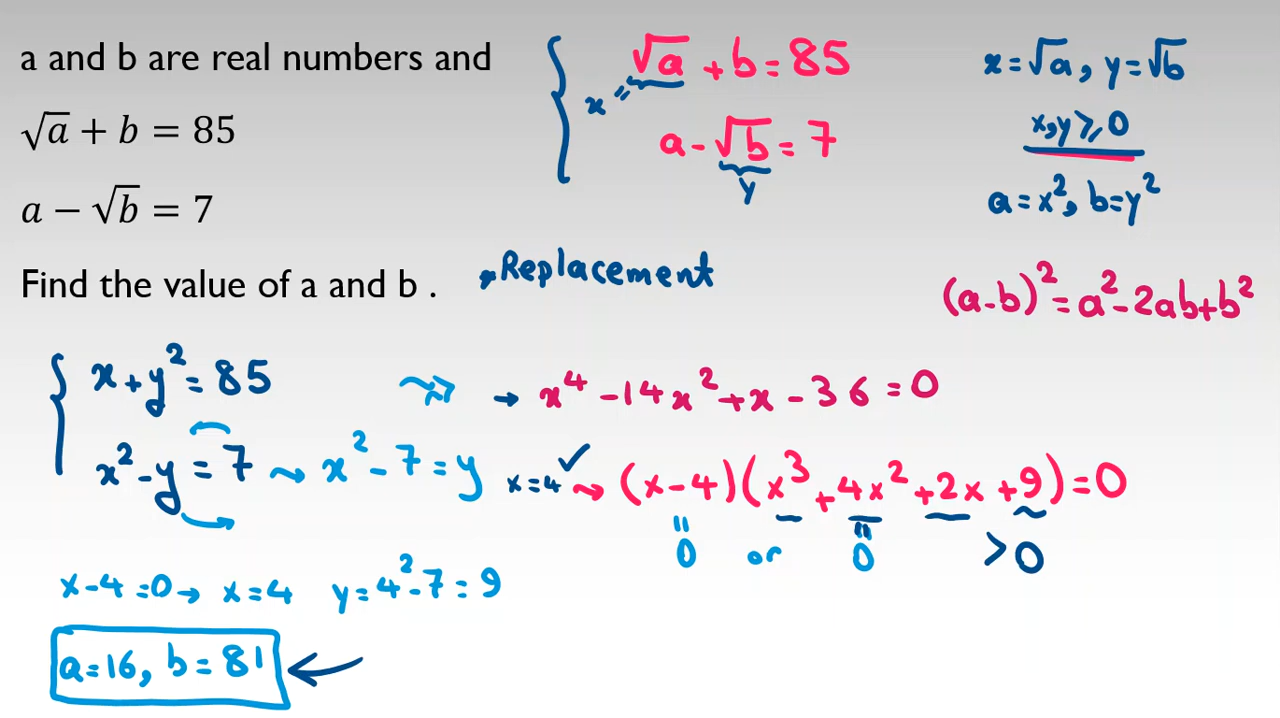 a and b are real numbers and
√a + b = 85
a − √b = 7
Find the value of a and b .
√a + b = 85
x =
a - √b = 7
y
x = √a , y = √b
x,y ⩾ 0
a = x², b = y²
Replacement
(a-b)² = a² - 2ab + b²
x + y² = 85
x² - y = 7 ⇝ x² - 7 = y
→ x⁴ - 14x² + x - 36 = 0
x=4 ✓ ⇝ (x-4)(x³ + 4x² + 2x + 9) = 0
= 0 or = 0 > 0
x-4=0 → x=4 y=4²-7=9
a=16, b=81 ←